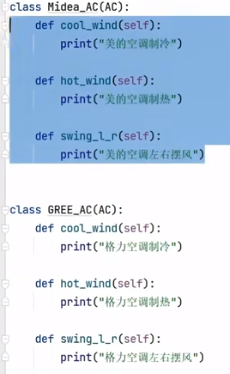 class Midea_AC(AC):
    def cool_wind(self):
        print("美的空调制冷")
    def hot_wind(self):
        print("美的空调制热")
    def swing_l_r(self):
        print("美的空调左右摆风")
class GREE_AC(AC):
    def cool_wind(self):
        print("格力空调制冷")
    def hot_wind(self):
        print("格力空调制热")
    def swing_l_r(self):
        print("格力空调左右摆风")